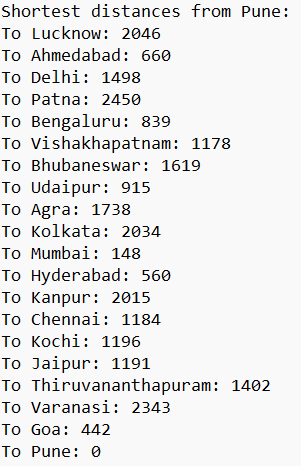 Shortest distances from Pune:
To Lucknow: 2046
To Ahmedabad: 660
To Delhi: 1498
To Patna: 2450
To Bengaluru: 839
To Vishakhapatnam: 1178
To Bhubaneswar: 1619
To Udaipur: 915
To Agra: 1738
To Kolkata: 2034
To Mumbai: 148
To Hyderabad: 560
To Kanpur: 2015
To Chennai: 1184
To Kochi: 1196
To Jaipur: 1191
To Thiruvananthapuram: 1402
To Varanasi: 2343
To Goa: 442
To Pune: 0